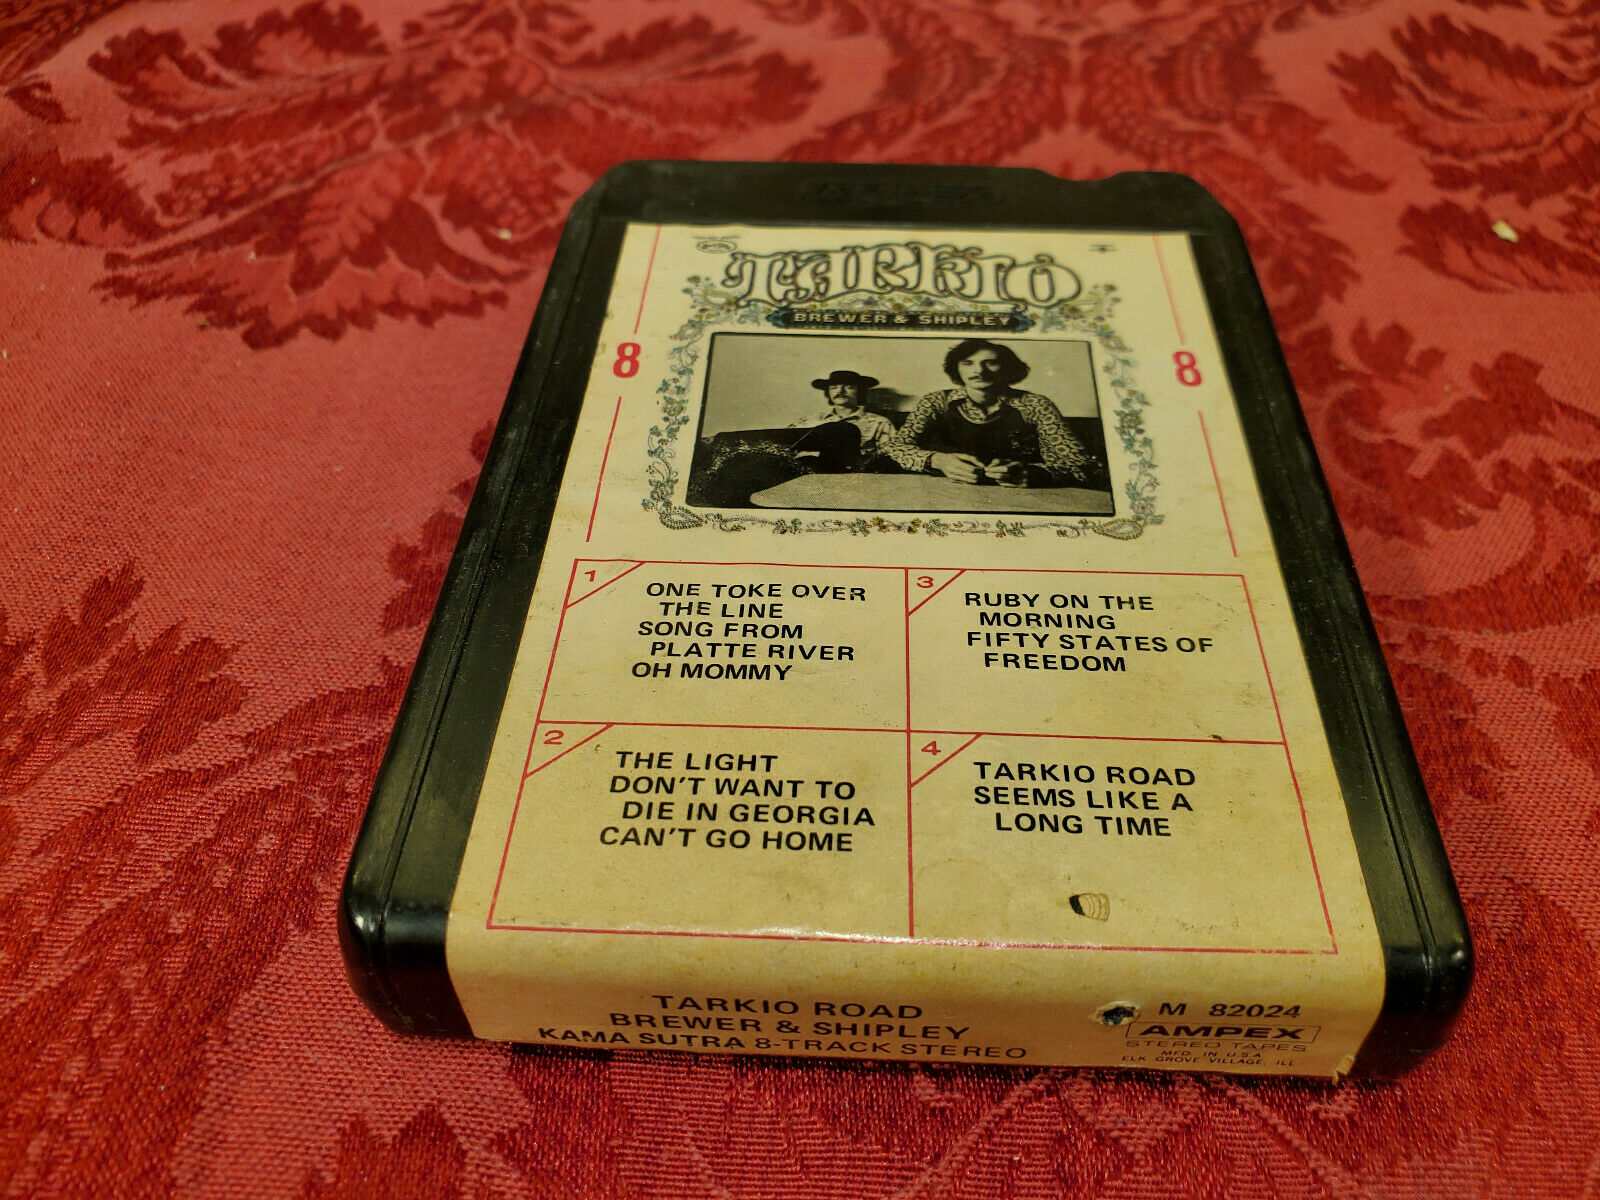 AMPEX
TARKIO
BREWER & SHIPLEY
8
8
1
ONE TOKE OVER
THE LINE
SONG FROM
PLATTE RIVER
OH MOMMY
2
THE LIGHT
DON'T WANT TO
DIE IN GEORGIA
CAN'T GO HOME
3
RUBY ON THE
MORNING
FIFTY STATES OF
FREEDOM
4
TARKIO ROAD
SEEMS LIKE A
LONG TIME
TARKIO ROAD
BREWER & SHIPLEY
KAMA SUTRA 8-TRACK STEREO
M 82024
AMPEX
STEREO TAPES
MFD. IN U.S.A.
ELK GROVE VILLAGE, ILL